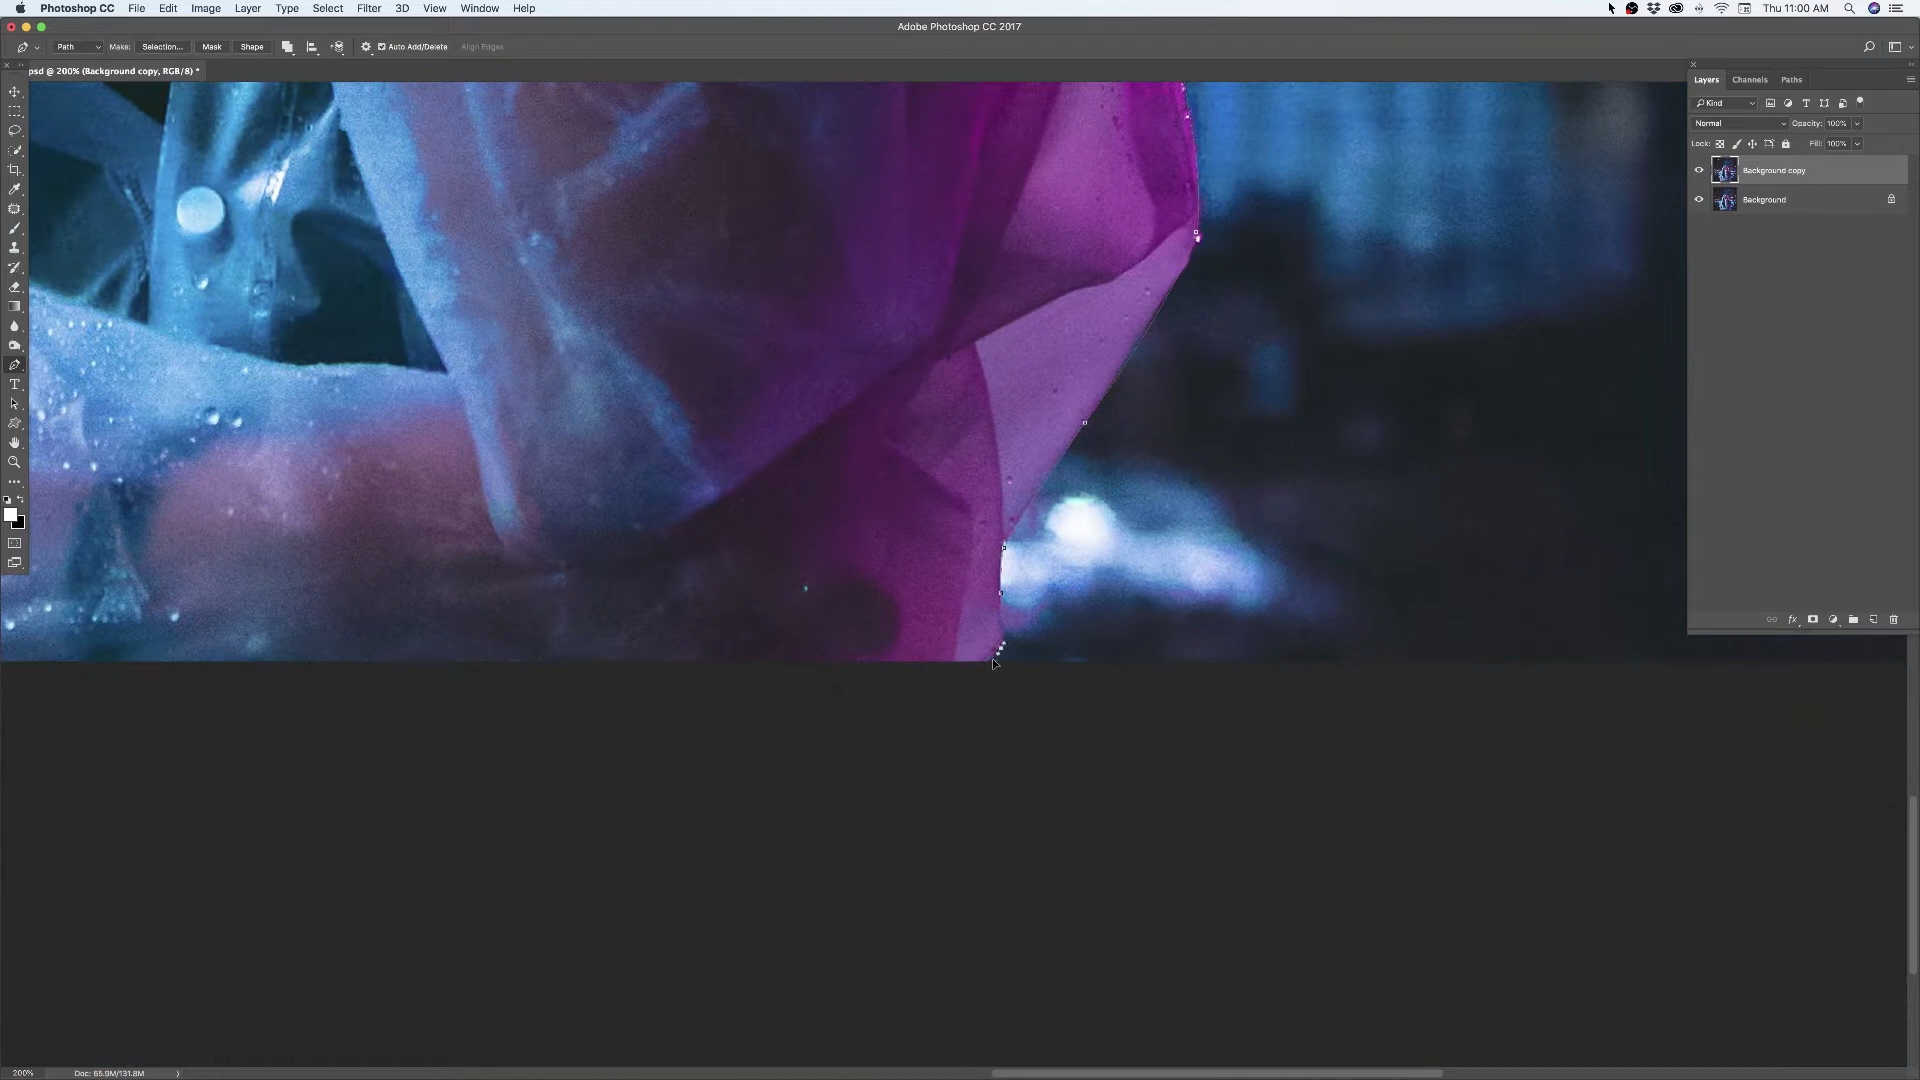 Photoshop CC File Edit Image Layer Type Select Filter 3D View Window Help Thu 11:00 AM
Adobe Photoshop CC 2017
Path Make: Selection... Mask Shape Auto Add/Delete Align Edges
psd @ 200% (Background copy, RGB/8) *
Layers Channels Paths
Kind
Normal Opacity: 100%
Lock: Fill: 100%
Background copy
Background
200% Doc: 65.9M/131.8M